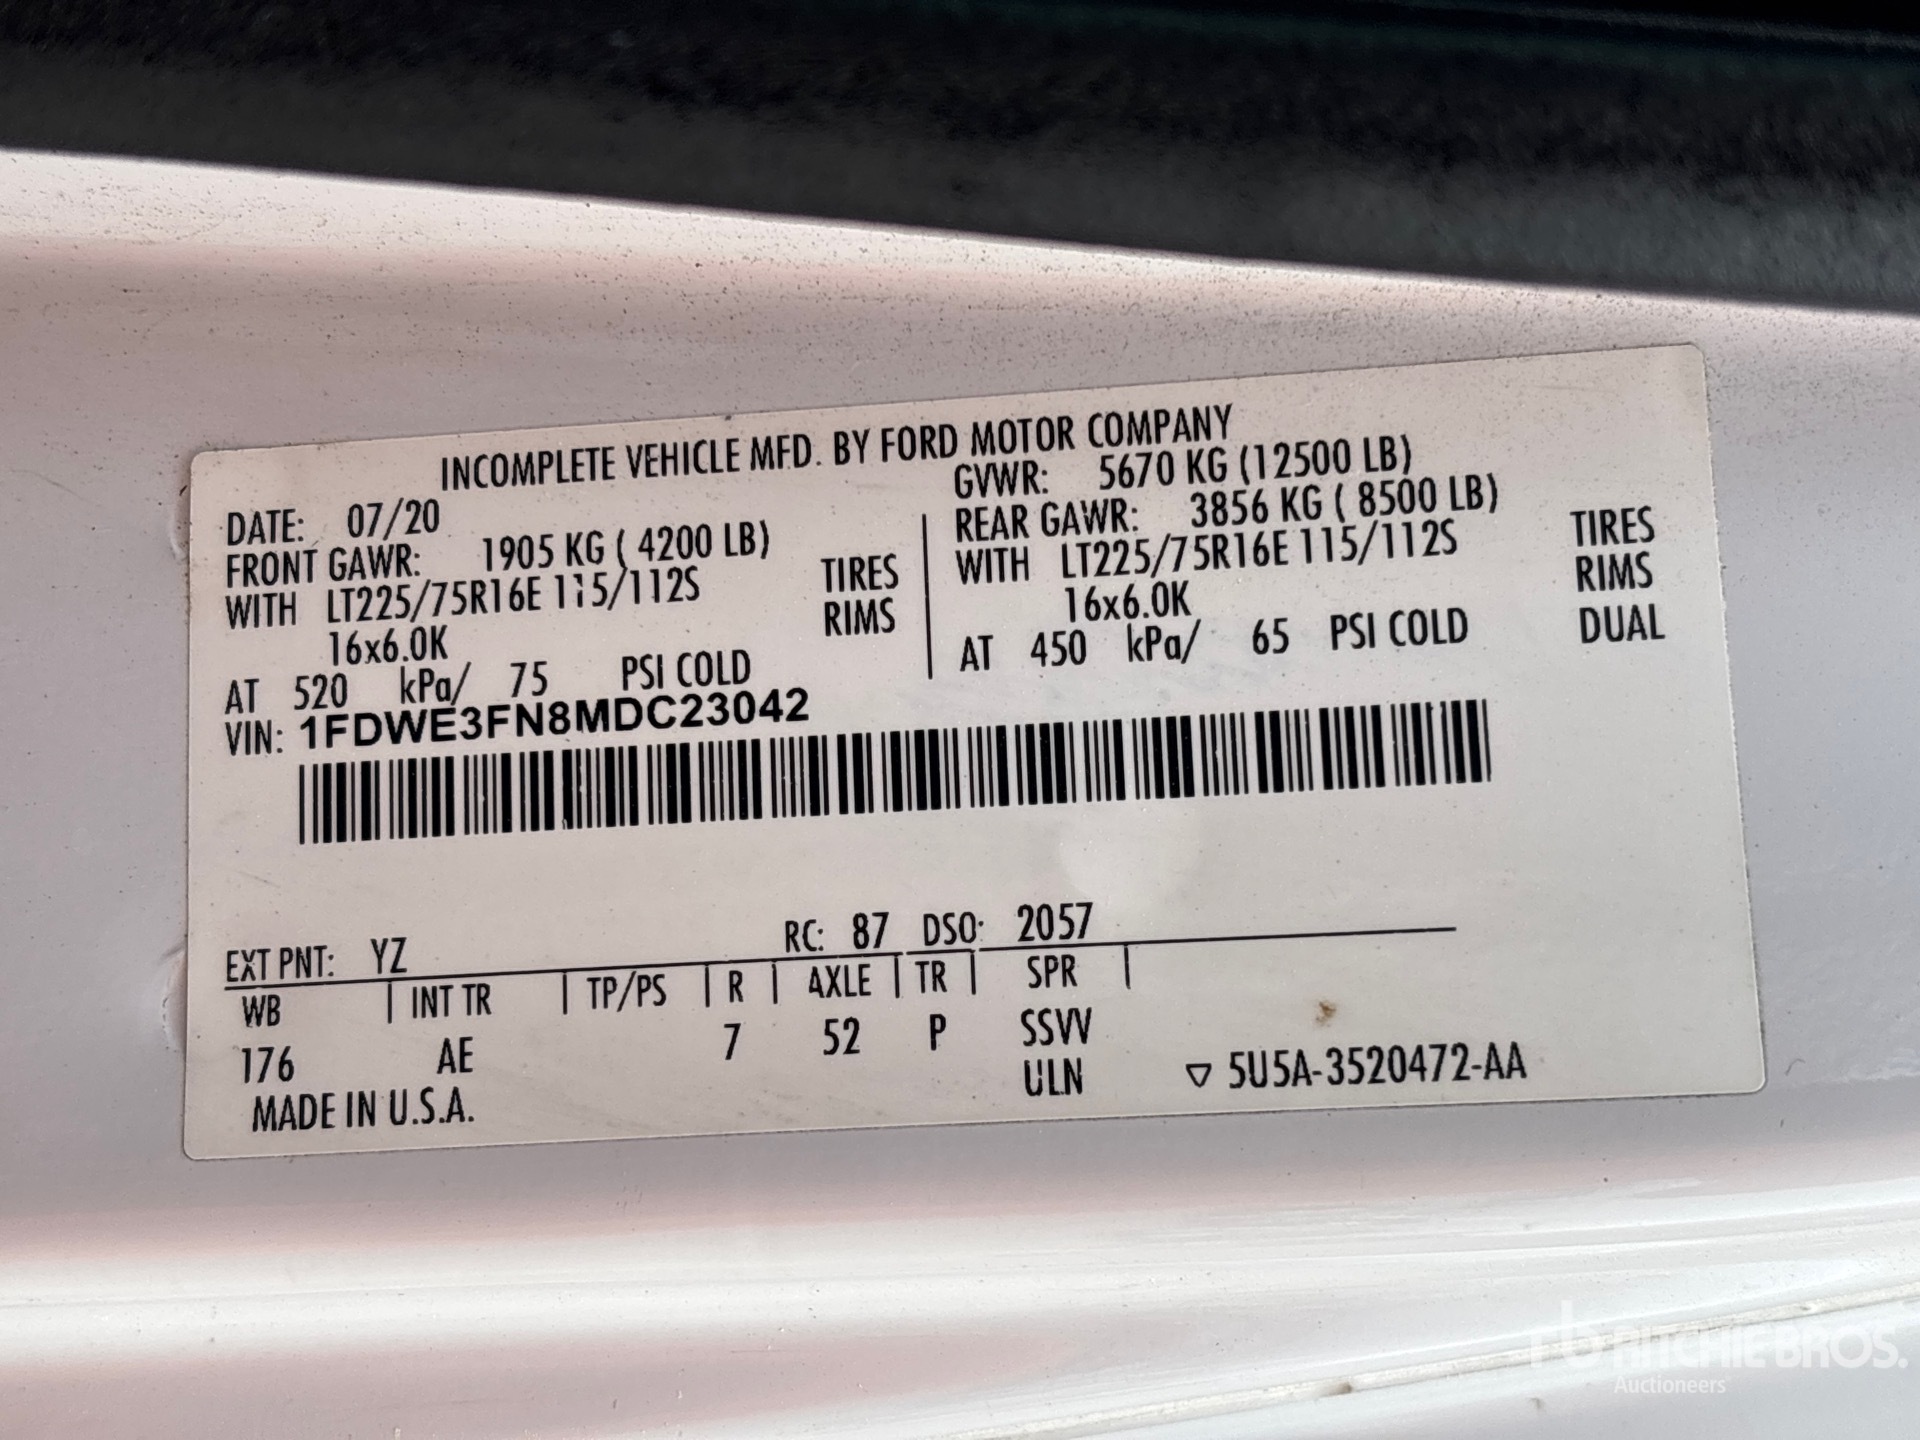 INCOMPLETE VEHICLE MFD. BY FORD MOTOR COMPANY
DATE: 07/20
FRONT GAWR: 1905 KG ( 4200 LB)
WITH LT225/75R16E 115/112S TIRES
16x6.0K RIMS
AT 520 kPa/ 75 PSI COLD
GVWR: 5670 KG (12500 LB)
REAR GAWR: 3856 KG ( 8500 LB)
WITH LT225/75R16E 115/112S TIRES
16x6.0K RIMS
AT 450 kPa/ 65 PSI COLD DUAL
VIN: 1FDWE3FN8MDC23042
EXT PNT: YZ RC: 87 DSO: 2057
WB | INT TR | TP/PS | R | AXLE | TR | SPR |
176 AE 7 52 P SSVV
ULN ▽ 5U5A-3520472-AA
MADE IN U.S.A.
rb RITCHIE BROS.
Auctioneers